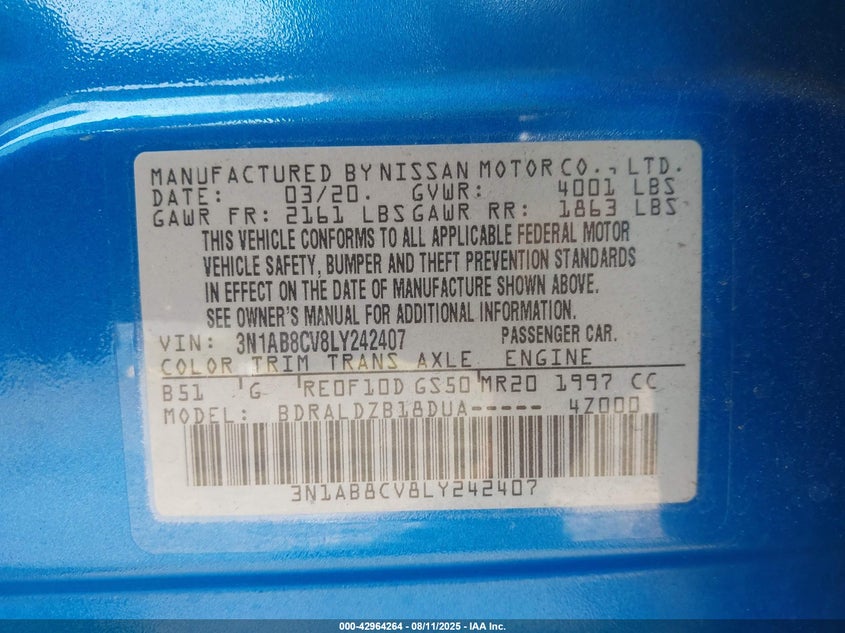 MANUFACTURED BY NISSAN MOTOR CO., LTD.
DATE: 03/20. GVWR: 4001 LBS
GAWR FR: 2161 LBS GAWR RR: 1863 LBS
THIS VEHICLE CONFORMS TO ALL APPLICABLE FEDERAL MOTOR
VEHICLE SAFETY, BUMPER AND THEFT PREVENTION STANDARDS
IN EFFECT ON THE DATE OF MANUFACTURE SHOWN ABOVE.
SEE OWNER'S MANUAL FOR ADDITIONAL INFORMATION.
VIN: 3N1AB8CV8LY242407 PASSENGER CAR.
COLOR TRIM TRANS AXLE ENGINE
B51 G RE0F10D GS50 MR20 1997 CC
MODEL: BDRALDZB18DUA----- 4Z000
3N1AB8CV8LY242407
000-42964264 - 08/11/2025 - IAA Inc.